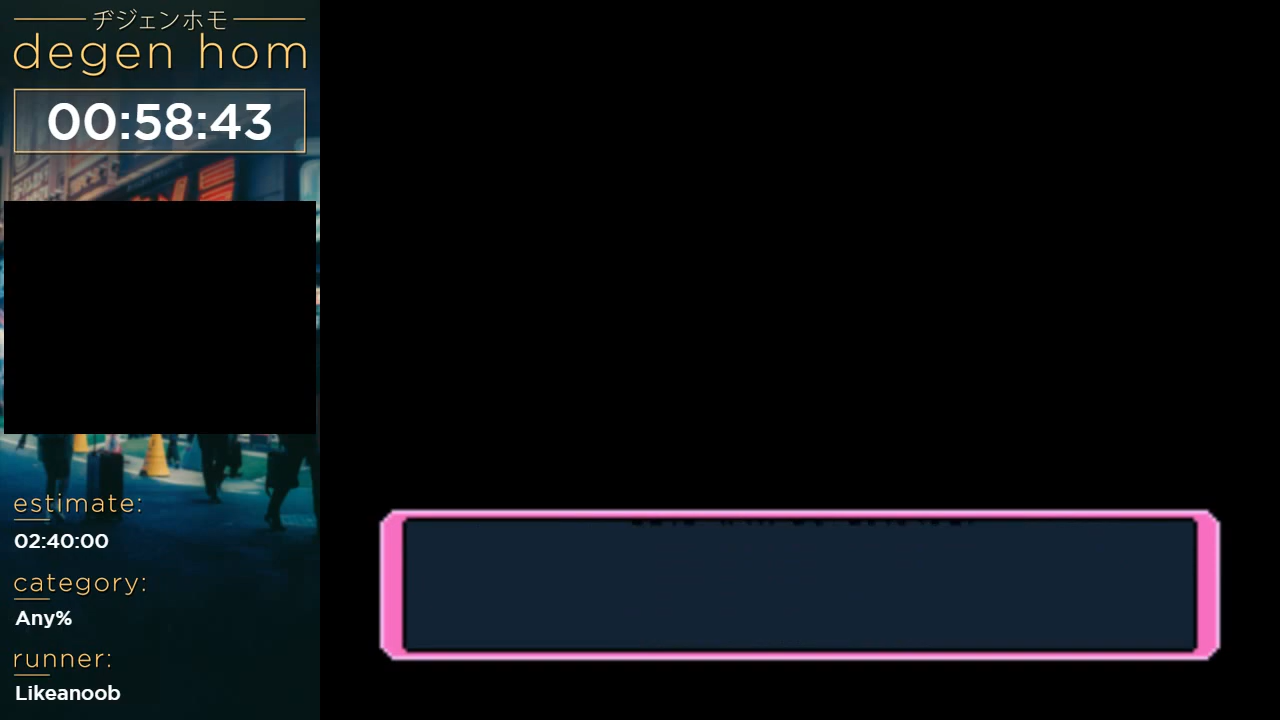 ヂジェンホモ
degen hom
00:58:43
estimate:
02:40:00
category:
Any%
runner:
Likeanoob